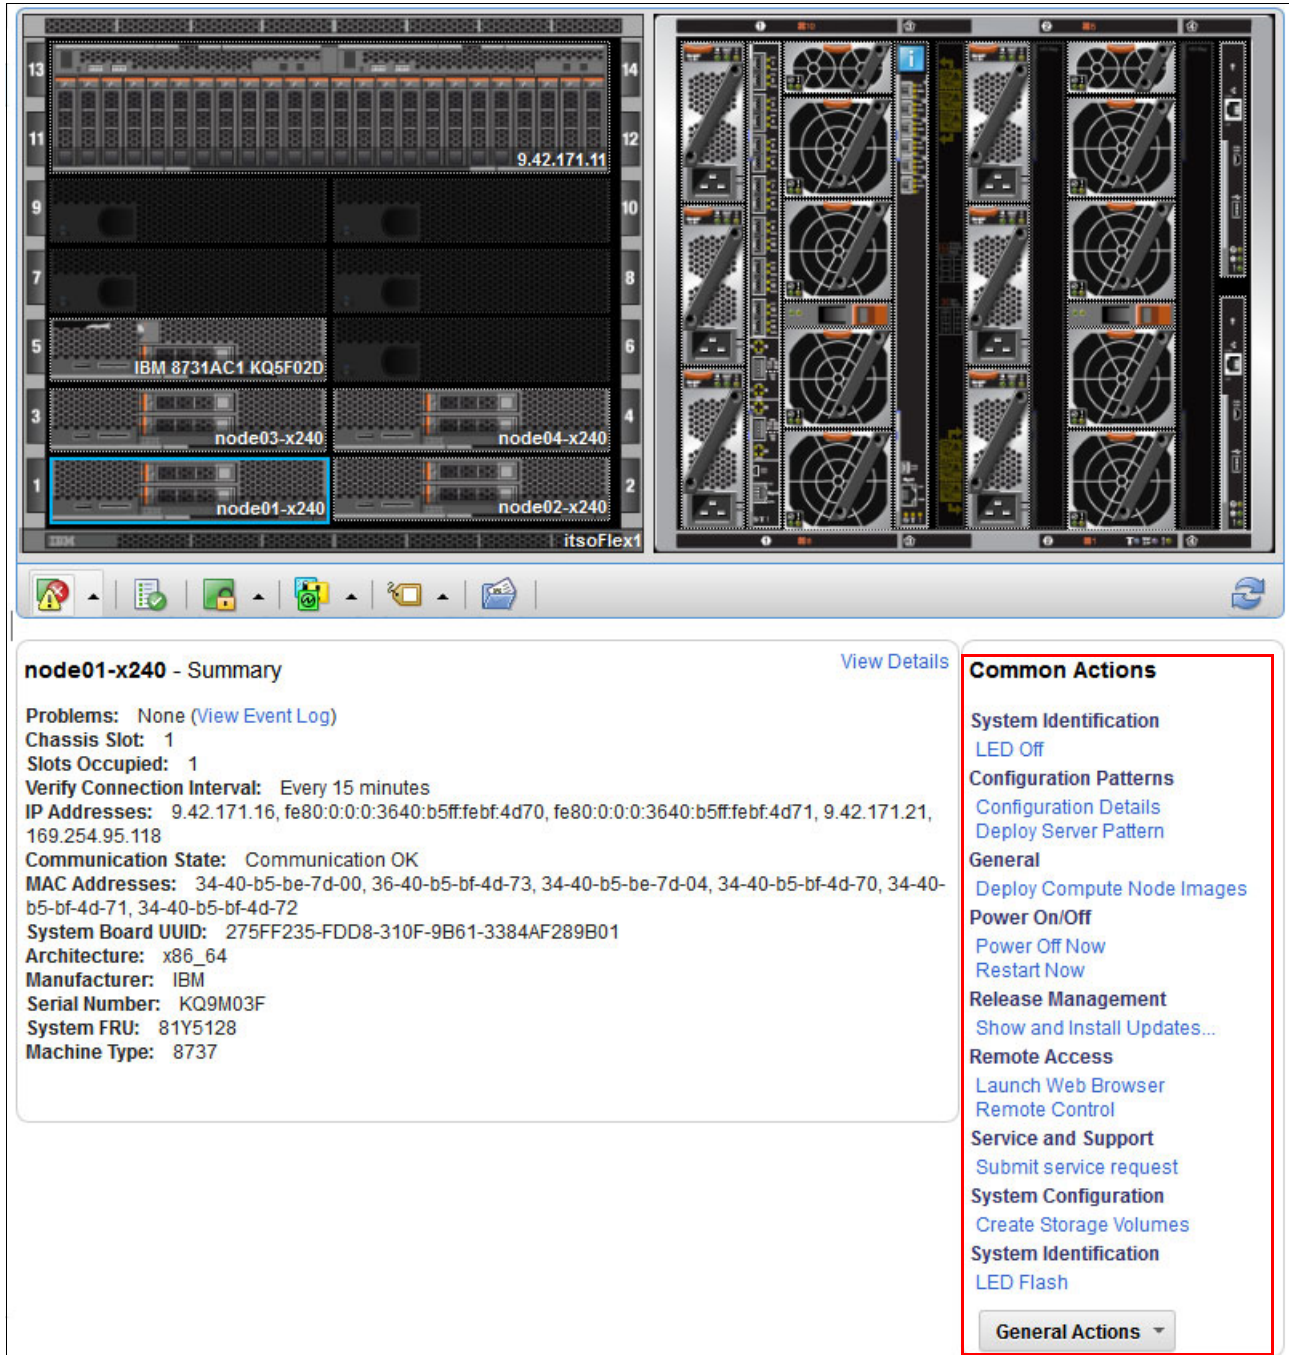 13
14
11
12
9.42.171.11
9
10
7
8
5
6
IBM 8731AC1 KQ5F02D
3
4
node03-x240
node04-x240
1
2
node01-x240
node02-x240
IBM
itsoFlex1
node01-x240 - Summary
View Details
Problems: None (View Event Log)
Chassis Slot: 1
Slots Occupied: 1
Verify Connection Interval: Every 15 minutes
IP Addresses: 9.42.171.16, fe80:0:0:0:3640:b5ff:febf:4d70, fe80:0:0:0:3640:b5ff:febf:4d71, 9.42.171.21,
169.254.95.118
Communication State: Communication OK
MAC Addresses: 34-40-b5-be-7d-00, 36-40-b5-bf-4d-73, 34-40-b5-be-7d-04, 34-40-b5-bf-4d-70, 34-40-
b5-bf-4d-71, 34-40-b5-bf-4d-72
System Board UUID: 275FF235-FDD8-310F-9B61-3384AF289B01
Architecture: x86_64
Manufacturer: IBM
Serial Number: KQ9M03F
System FRU: 81Y5128
Machine Type: 8737
Common Actions
System Identification
LED Off
Configuration Patterns
Configuration Details
Deploy Server Pattern
General
Deploy Compute Node Images
Power On/Off
Power Off Now
Restart Now
Release Management
Show and Install Updates...
Remote Access
Launch Web Browser
Remote Control
Service and Support
Submit service request
System Configuration
Create Storage Volumes
System Identification
LED Flash
General Actions